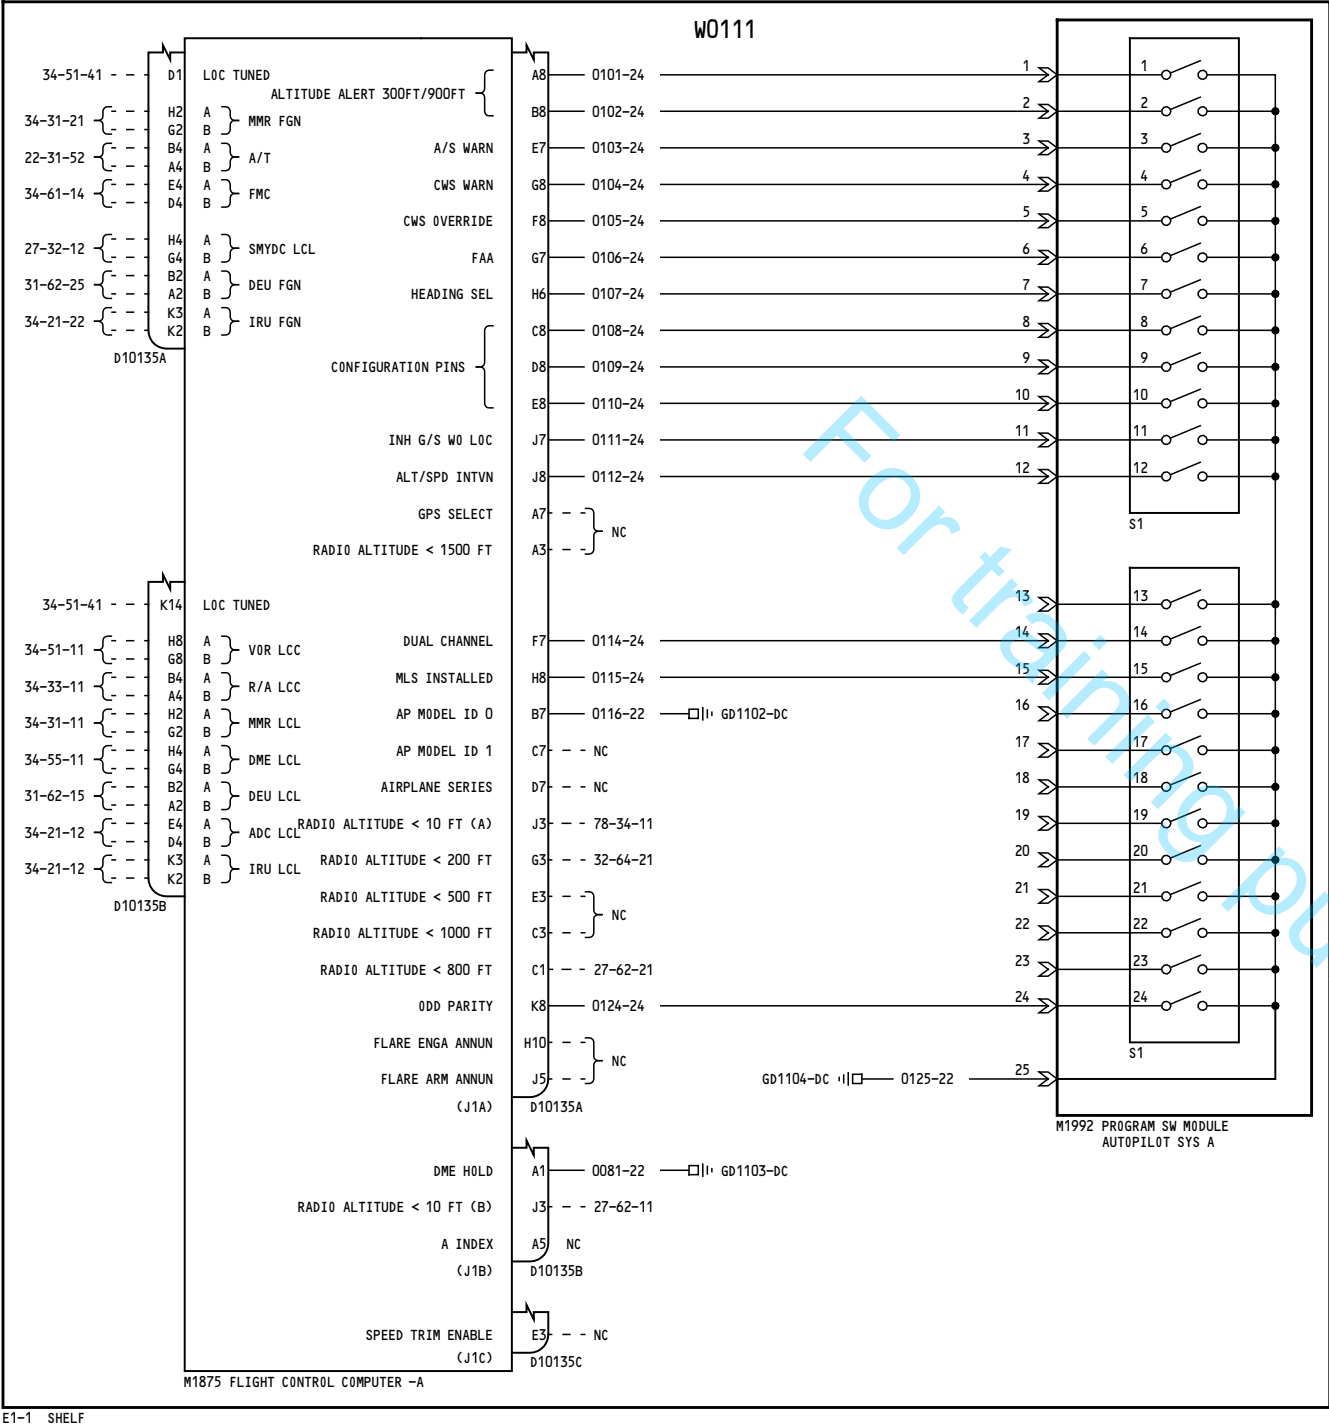 W0111
34-51-41 D1 LOC TUNED A8 0101-24 1 1
ALTITUDE ALERT 300FT/900FT
34-31-21 H2 A MMR FGN B8 0102-24 2 2
G2 B
22-31-52 B4 A A/T A/S WARN E7 0103-24 3 3
A4 B
34-61-14 E4 A FMC CWS WARN G8 0104-24 4 4
D4 B
CWS OVERRIDE F8 0105-24 5 5
27-32-12 H4 A SMYDC LCL FAA G7 0106-24 6 6
G4 B
31-62-25 B2 A DEU FGN HEADING SEL H6 0107-24 7 7
A2 B
34-21-22 K3 A IRU FGN C8 0108-24 8 8
K2 B
D10135A
CONFIGURATION PINS D8 0109-24 9 9
E8 0110-24 10 10
INH G/S WO LOC J7 0111-24 11 11
ALT/SPD INTVN J8 0112-24 12 12
GPS SELECT A7 NC
S1
RADIO ALTITUDE < 1500 FT A3
34-51-41 K14 LOC TUNED 13 13
34-51-11 H8 A VOR LCC DUAL CHANNEL F7 0114-24 14 14
G8 B
34-33-11 B4 A R/A LCC MLS INSTALLED H8 0115-24 15 15
A4 B
34-31-11 H2 A MMR LCL AP MODEL ID 0 B7 0116-22 GD1102-DC 16 16
G2 B
34-55-11 H4 A DME LCL AP MODEL ID 1 C7 NC 17 17
G4 B
31-62-15 B2 A DEU LCL AIRPLANE SERIES D7 NC 18 18
A2 B
34-21-12 E4 A ADC LCL RADIO ALTITUDE < 10 FT (A) J3 78-34-11 19 19
D4 B
34-21-12 K3 A IRU LCL RADIO ALTITUDE < 200 FT G3 32-64-21 20 20
K2 B
D10135B
RADIO ALTITUDE < 500 FT E3 NC 21 21
RADIO ALTITUDE < 1000 FT C3 22 22
RADIO ALTITUDE < 800 FT C1 27-62-21 23 23
ODD PARITY K8 0124-24 24 24
FLARE ENGA ANNUN H10 NC
S1
FLARE ARM ANNUN J5 GD1104-DC 0125-22 25
(J1A) D10135A
M1992 PROGRAM SW MODULE
AUTOPILOT SYS A
DME HOLD A1 0081-22 GD1103-DC
RADIO ALTITUDE < 10 FT (B) J3 27-62-11
A INDEX A5 NC
(J1B) D10135B
SPEED TRIM ENABLE E3 NC
(J1C) D10135C
M1875 FLIGHT CONTROL COMPUTER -A
E1-1 SHELF
For training